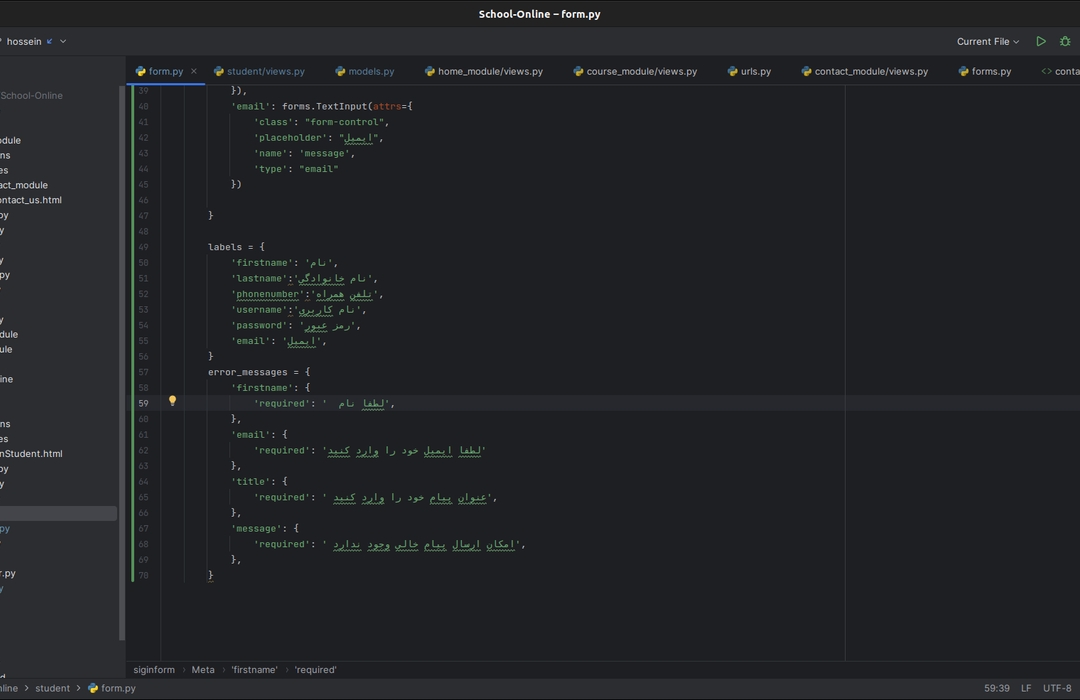 School-Online – form.py
hossein
Current File
form.py
student/views.py
models.py
home_module/views.py
course_module/views.py
urls.py
contact_module/views.py
forms.py
conta
School-Online
odule
ns
es
act_module
ontact_us.html
py
y
y
py
y
dule
ule
ine
ns
es
nStudent.html
py
y
py
r.py
y
39 }),
40 'email': forms.TextInput(attrs={
41 'class': "form-control",
42 'placeholder': "ایمیل",
43 'name': 'message',
44 'type': "email"
45 })
46
47 }
48
49 labels = {
50 'firstname': 'نام',
51 'lastname':'نام خانوادگی',
52 'phonenumber':'تلفن همراه',
53 'username':'نام کاربری',
54 'password': 'رمز عبور',
55 'email': 'ایمیل',
56 }
57 error_messages = {
58 'firstname': {
59 'required': ' لطفا نام ',
60 },
61 'email': {
62 'required': 'لطفا ایمیل خود را وارد کنید'
63 },
64 'title': {
65 'required': ' عنوان پیام خود را وارد کنید',
66 },
67 'message': {
68 'required': ' امکان ارسال پیام خالی وجود ندارد',
69 },
70 }
siginform › Meta › 'firstname' › 'required'
nline › student › form.py
59:39 LF UTF-8